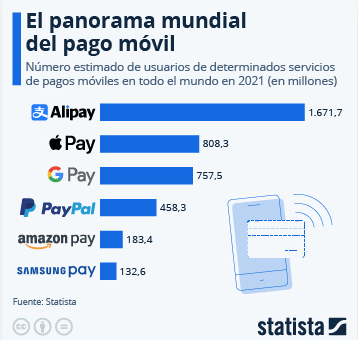 El panorama mundial
del pago móvil
Número estimado de usuarios de determinados servicios
de pagos móviles en todo el mundo en 2021 (en millones)
支 Alipay 1.671,7
Pay 808,3
G Pay 757,5
PayPal 458,3
amazon pay 183,4
SAMSUNG pay 132,6
Fuente: Statista
cc
statista